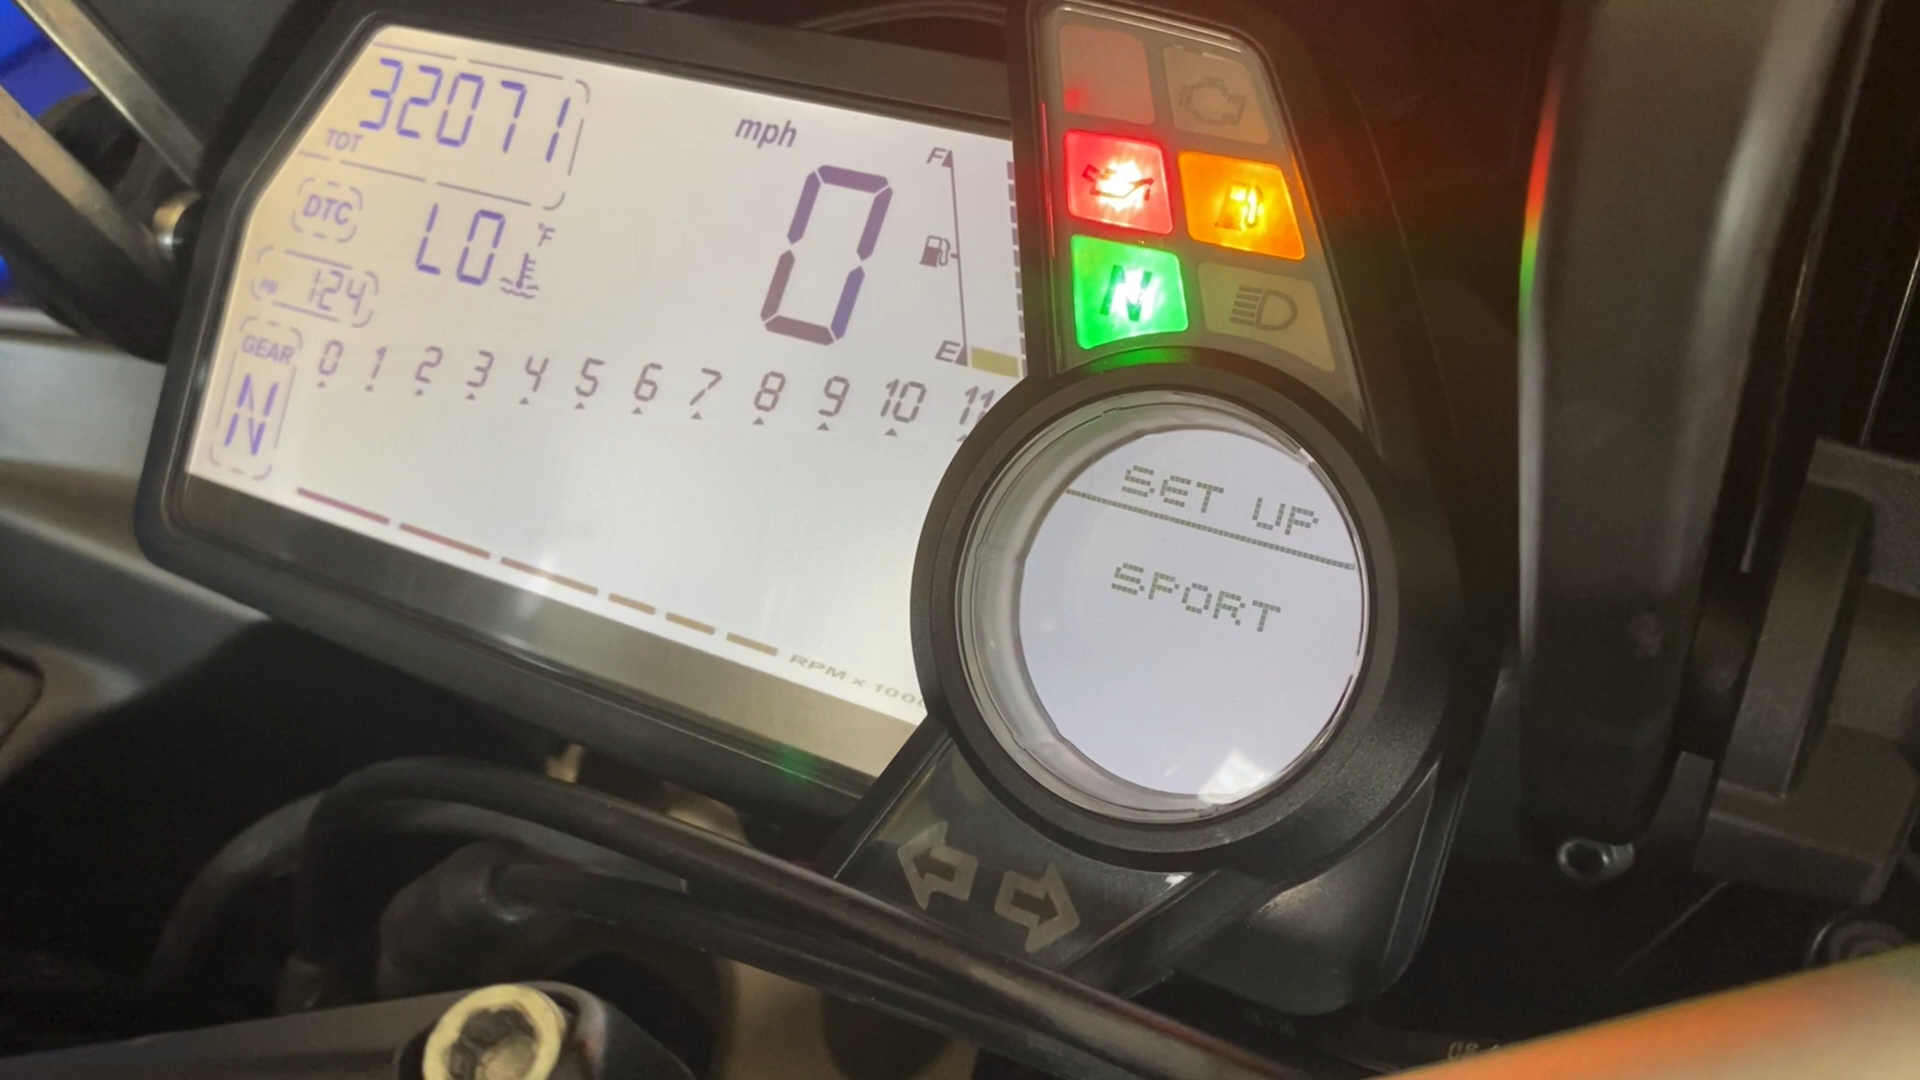 32071
TOT
mph
F
DTC
LO °F
124
GEAR
N
0 1 2 3 4 5 6 7 8 9 10 11
E
RPM x 1000
N
SET UP
SPORT